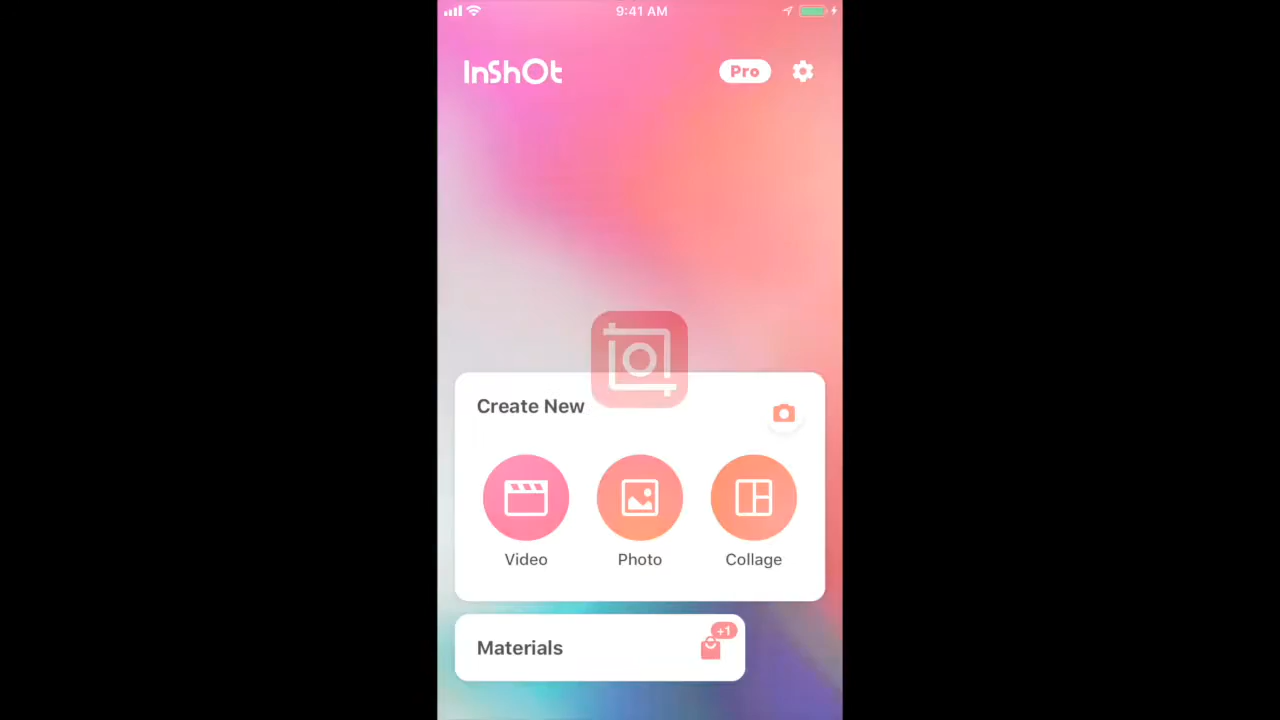 9:41 AM
InShOt
Pro
Create New
Video
Photo
Collage
Materials
+1